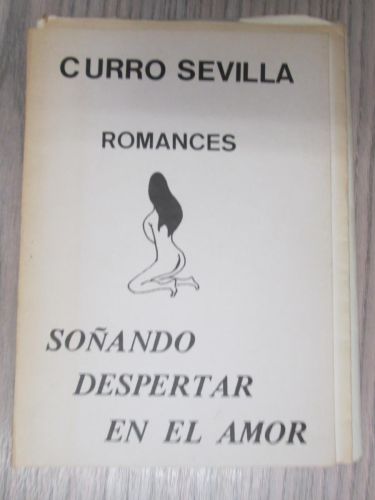 CURRO SEVILLA
ROMANCES
SOÑANDO
DESPERTAR
EN EL AMOR